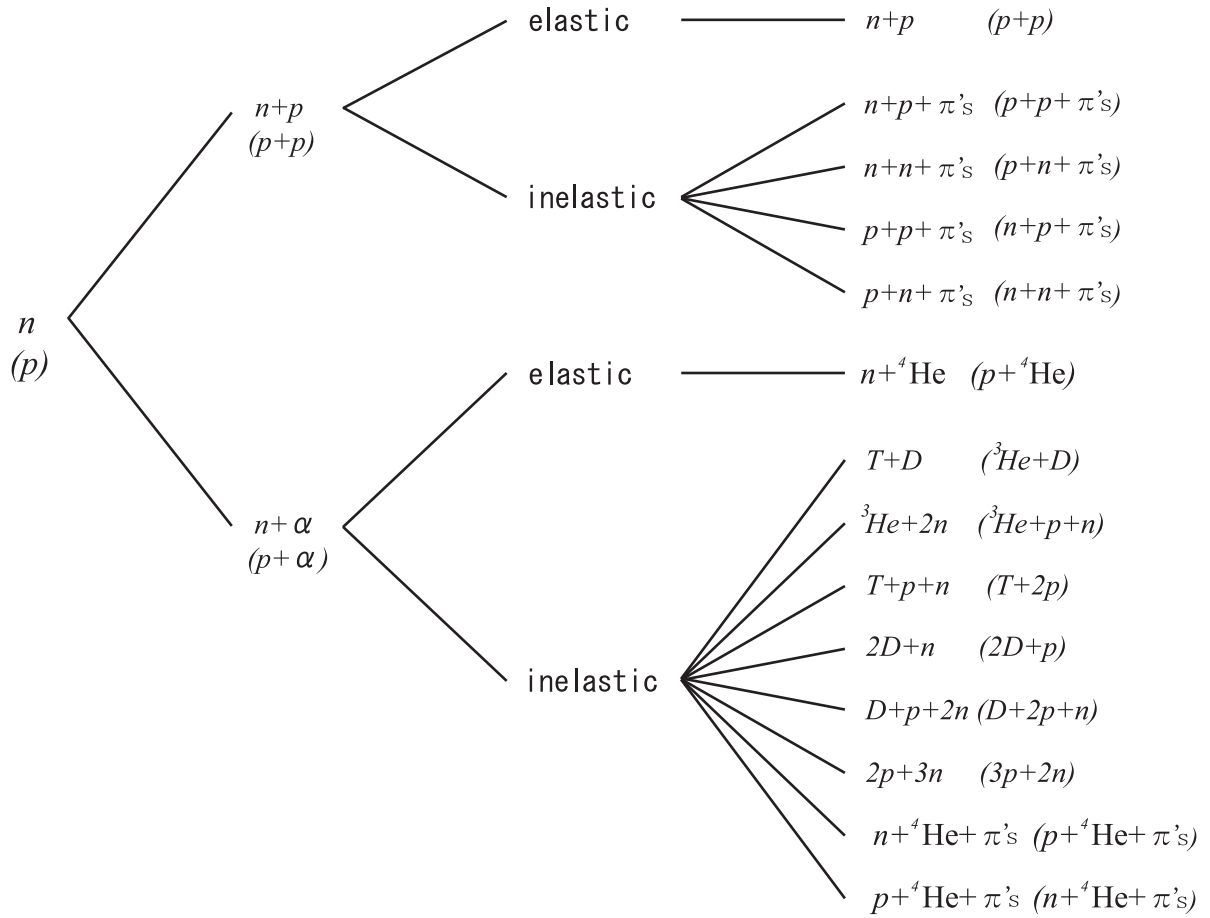 elastic n+p (p+p)
n+p
(p+p)
n+p+π's (p+p+π's)
n+n+π's (p+n+π's)
inelastic
p+p+π's (n+p+π's)
p+n+π's (n+n+π's)
n
(p)
elastic n+⁴He (p+⁴He)
T+D (³He+D)
n+α
(p+α)
³He+2n (³He+p+n)
T+p+n (T+2p)
2D+n (2D+p)
inelastic
D+p+2n (D+2p+n)
2p+3n (3p+2n)
n+⁴He+π's (p+⁴He+π's)
p+⁴He+π's (n+⁴He+π's)